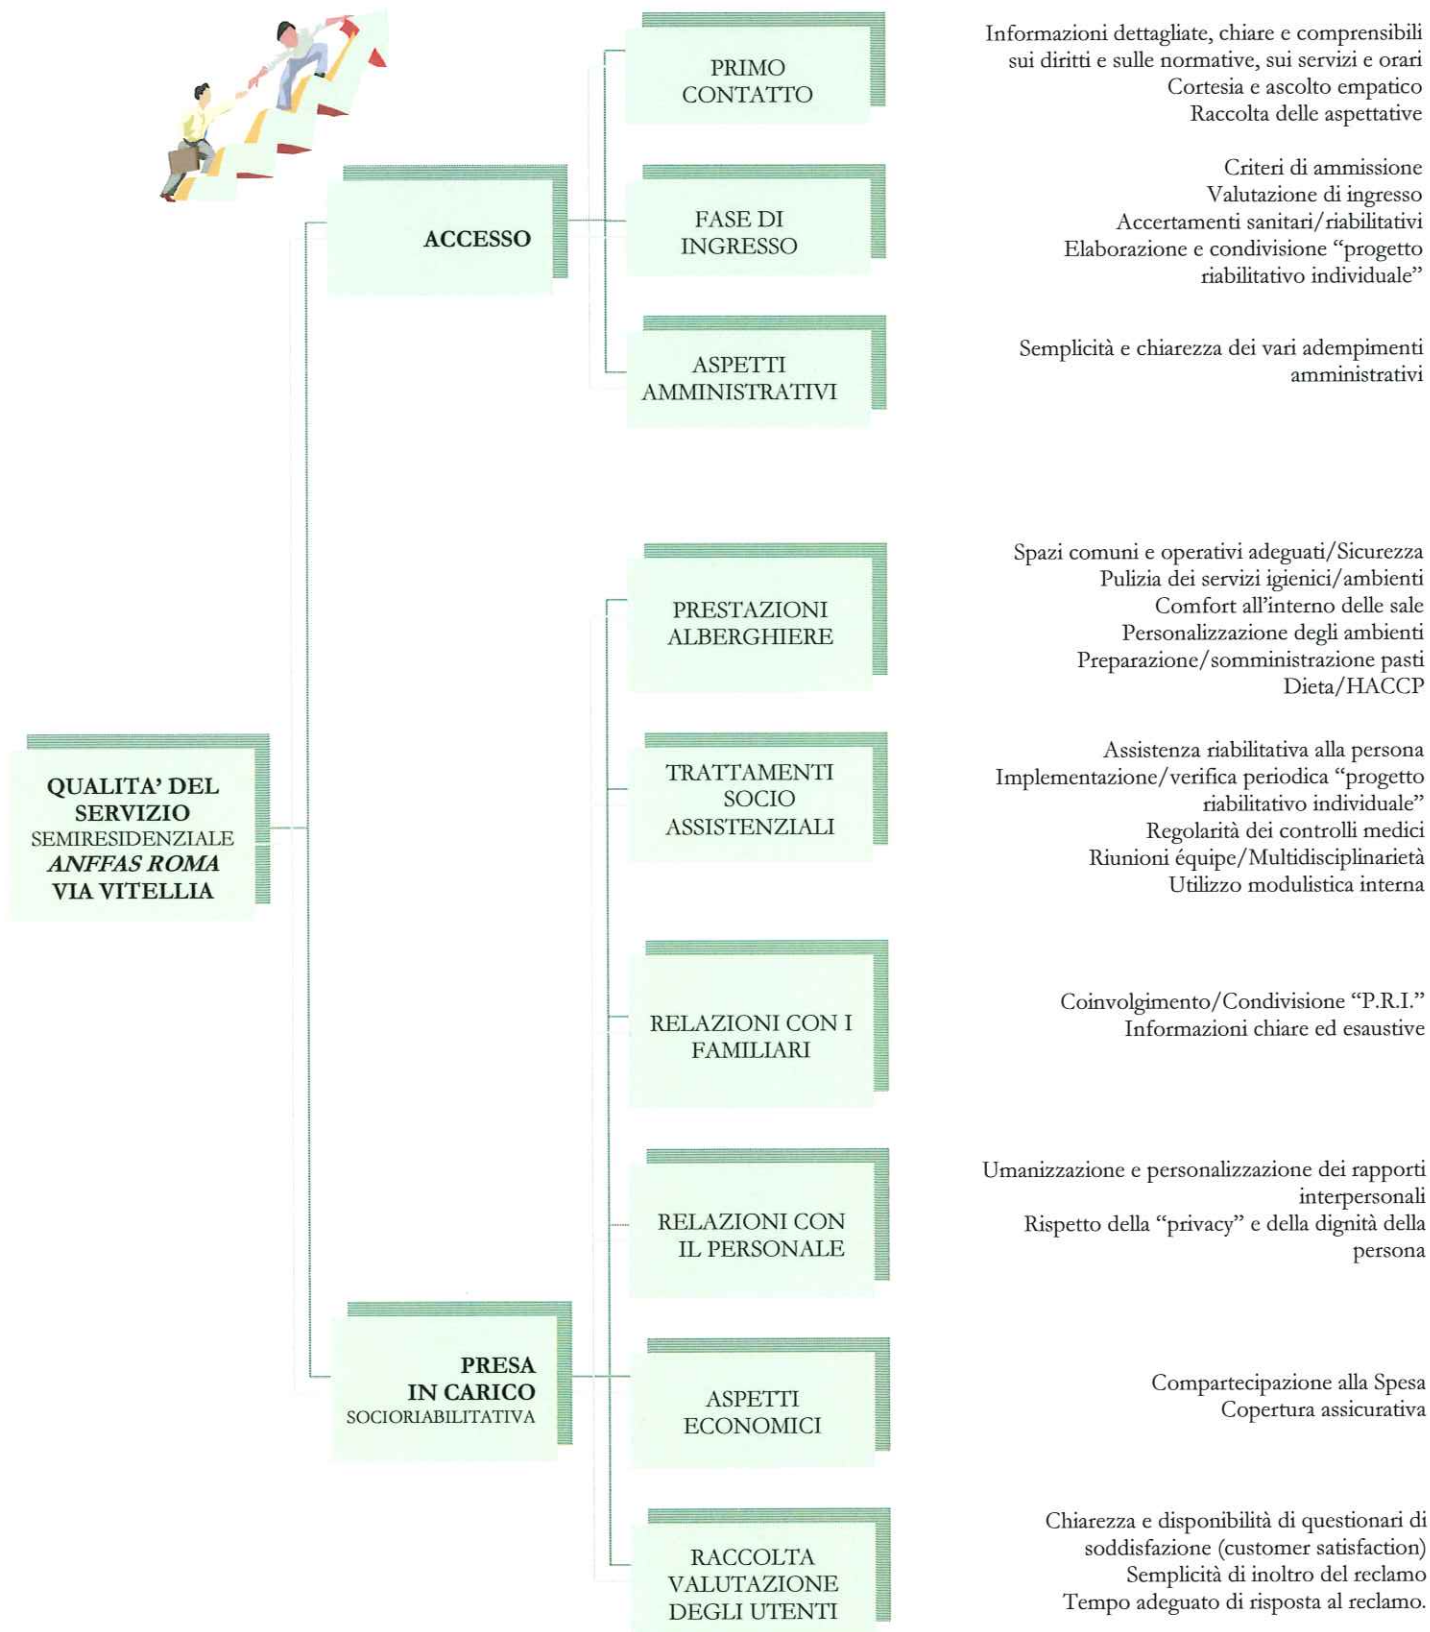 PRIMO
CONTATTO
Informazioni dettagliate, chiare e comprensibili
sui diritti e sulle normative, sui servizi e orari
Cortesia e ascolto empatico
Raccolta delle aspettative
ACCESSO
FASE DI
INGRESSO
Criteri di ammissione
Valutazione di ingresso
Accertamenti sanitari/riabilitativi
Elaborazione e condivisione “progetto
riabilitativo individuale”
ASPETTI
AMMINISTRATIVI
Semplicità e chiarezza dei vari adempimenti
amministrativi
PRESTAZIONI
ALBERGHIERE
Spazi comuni e operativi adeguati/Sicurezza
Pulizia dei servizi igienici/ambienti
Comfort all’interno delle sale
Personalizzazione degli ambienti
Preparazione/somministrazione pasti
Dieta/HACCP
QUALITA’ DEL
SERVIZIO
SEMIRESIDENZIALE
ANFFAS ROMA
VIA VITELLIA
TRATTAMENTI
SOCIO
ASSISTENZIALI
Assistenza riabilitativa alla persona
Implementazione/verifica periodica “progetto
riabilitativo individuale”
Regolarità dei controlli medici
Riunioni équipe/Multidisciplinarietà
Utilizzo modulistica interna
RELAZIONI CON I
FAMILIARI
Coinvolgimento/Condivisione “P.R.I.”
Informazioni chiare ed esaustive
RELAZIONI CON
IL PERSONALE
Umanizzazione e personalizzazione dei rapporti
interpersonali
Rispetto della “privacy” e della dignità della
persona
PRESA
IN CARICO
SOCIORIABILITATIVA
ASPETTI
ECONOMICI
Compartecipazione alla Spesa
Copertura assicurativa
RACCOLTA
VALUTAZIONE
DEGLI UTENTI
Chiarezza e disponibilità di questionari di
soddisfazione (customer satisfaction)
Semplicità di inoltro del reclamo
Tempo adeguato di risposta al reclamo.